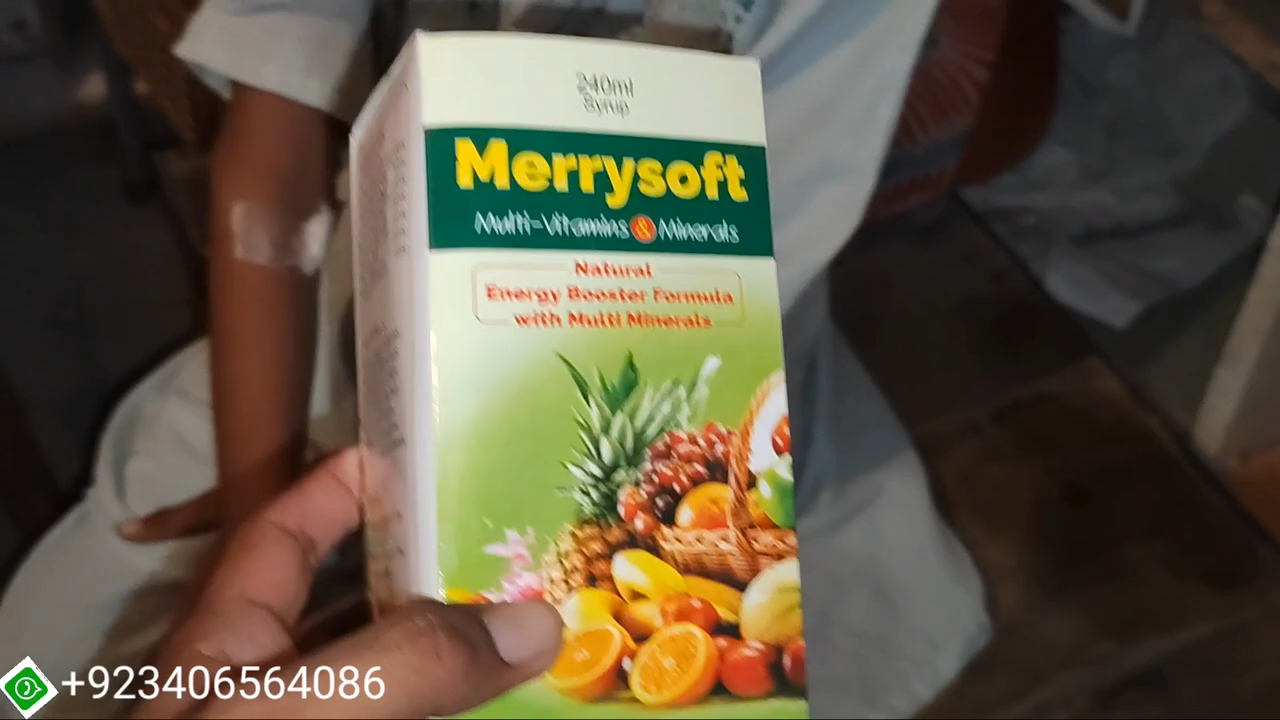 240ml
Syrup
Merrysoft
Multi-Vitamins & Minerals
Natural
Energy Booster Formula
with Multi Minerals
+923406564086